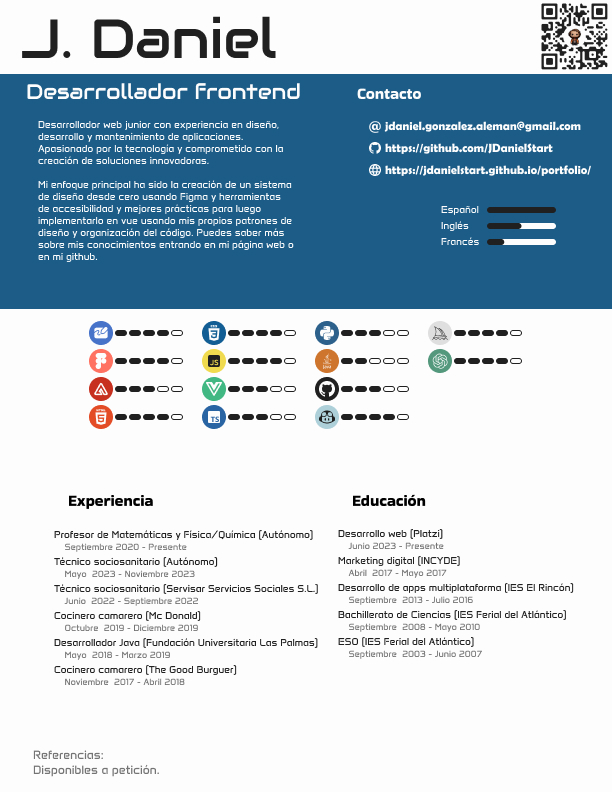 J. Daniel
Desarrollador frontend
Desarrollador web junior con experiencia en diseño,
desarrollo y mantenimiento de aplicaciones.
Apasionado por la tecnología y comprometido con la
creación de soluciones innovadoras.
Mi enfoque principal ha sido la creación de un sistema
de diseño desde cero usando Figma y herramientas
de accesibilidad y mejores prácticas para luego
implementarlo en vue usando mis propios patrones de
diseño y organización del código. Puedes saber más
sobre mis conocimientos entrando en mi página web o
en mi github.
Contacto
@ jdaniel.gonzalez.aleman@gmail.com
https://github.com/JDanielStart
https://jdanielstart.github.io/portfolio/
Español
Inglés
Francés
JS
TS
Experiencia
Profesor de Matemáticas y Física/Química (Autónomo)
Septiembre 2020 - Presente
Técnico sociosanitario (Autónomo)
Mayo 2023 - Noviembre 2023
Técnico sociosanitario (Servisar Servicios Sociales S.L.)
Junio 2022 - Septiembre 2022
Cocinero camarero (Mc Donald)
Octubre 2019 - Diciembre 2019
Desarrollador Java (Fundación Universitaria Las Palmas)
Mayo 2018 - Marzo 2019
Cocinero camarero (The Good Burguer)
Noviembre 2017 - Abril 2018
Educación
Desarrollo web (Platzi)
Junio 2023 - Presente
Marketing digital (INCYDE)
Abril 2017 - Mayo 2017
Desarrollo de apps multiplataforma (IES El Rincón)
Septiembre 2013 - Julio 2016
Bachillerato de Ciencias (IES Ferial del Atlántico)
Septiembre 2008 - Mayo 2010
ESO (IES Ferial del Atlántico)
Septiembre 2003 - Junio 2007
Referencias:
Disponibles a petición.